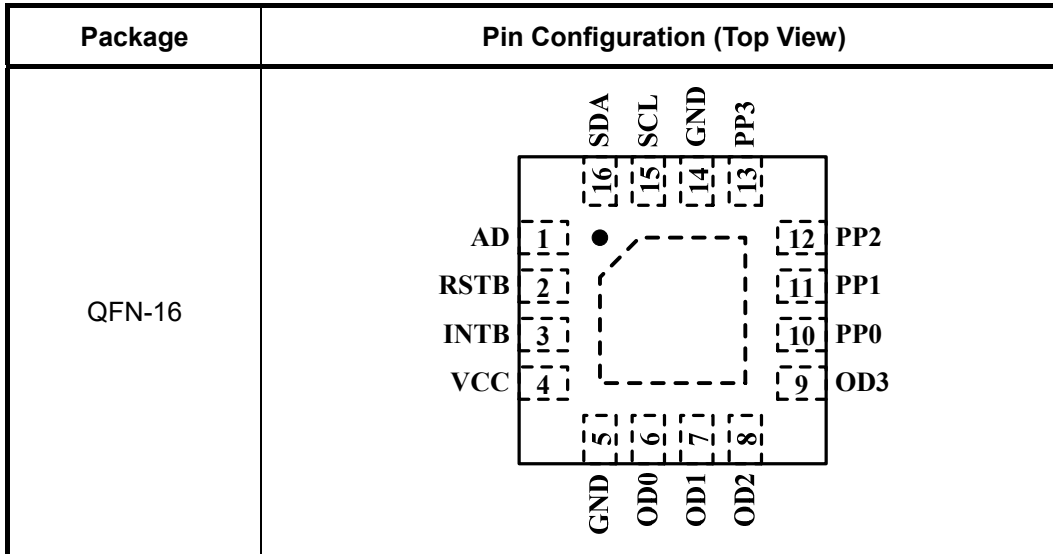 Package
Pin Configuration (Top View)
QFN-16
SDA
SCL
GND
PP3
16
15
14
13
AD 1
12 PP2
RSTB 2
11 PP1
INTB 3
10 PP0
VCC 4
9 OD3
5
6
7
8
GND
OD0
OD1
OD2